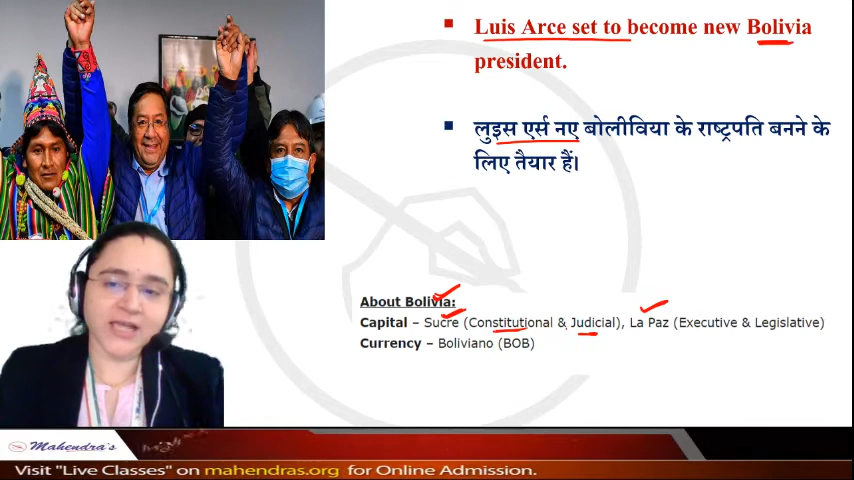 Luis Arce set to become new Bolivia
president.
लुइस एर्स नए बोलीविया के राष्ट्रपति बनने के
लिए तैयार हैं।
About Bolivia:
Capital – Sucre (Constitutional & Judicial), La Paz (Executive & Legislative)
Currency – Boliviano (BOB)
Mahendra's
Visit "Live Classes" on mahendras.org for Online Admission.